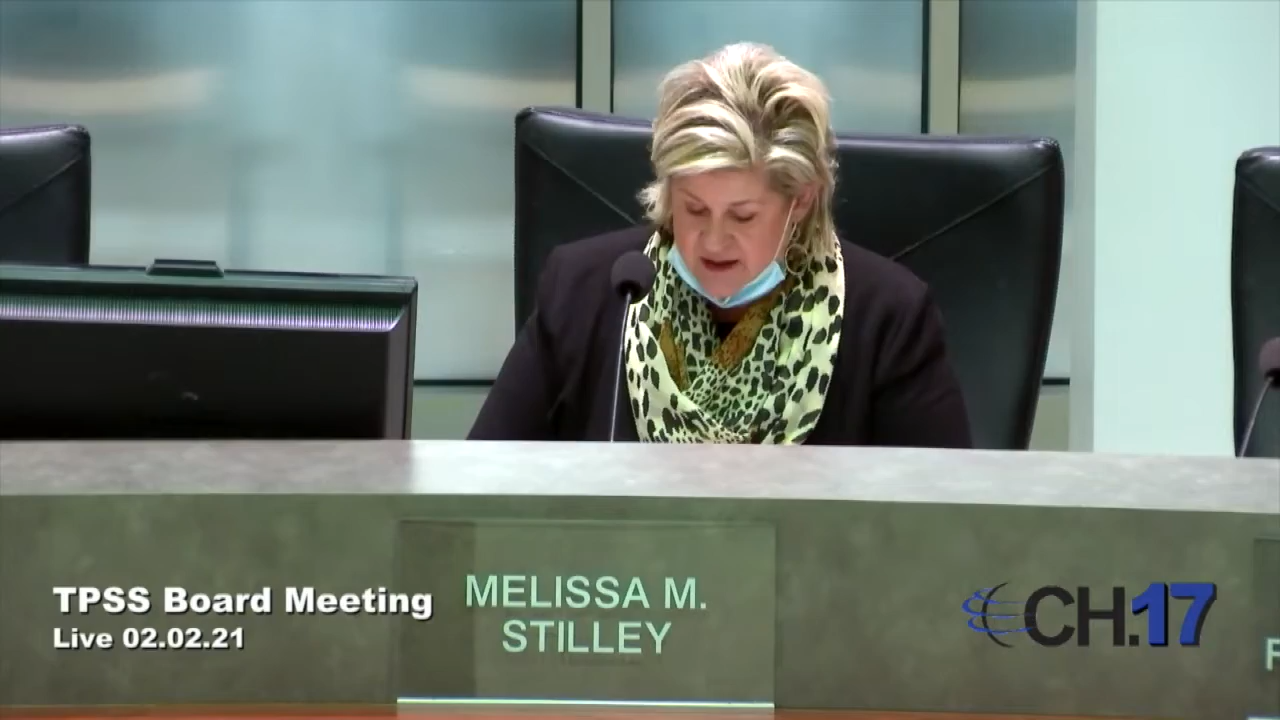 TPSS Board Meeting
Live 02.02.21
MELISSA M.
STILLEY
CH.17